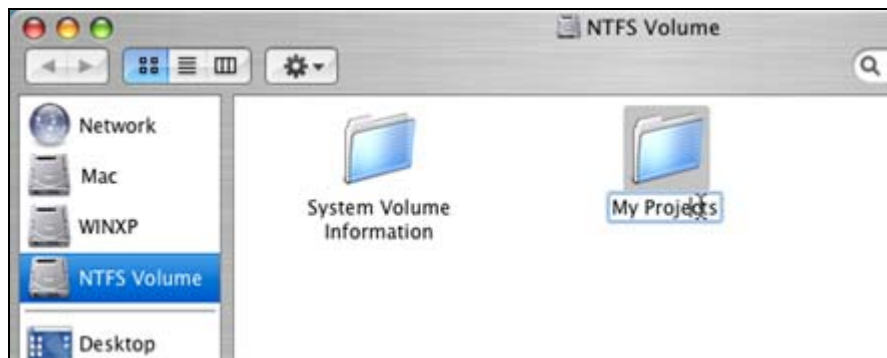 NTFS Volume
Network
Mac
WINXP
NTFS Volume
Desktop
System Volume
Information
My Projects